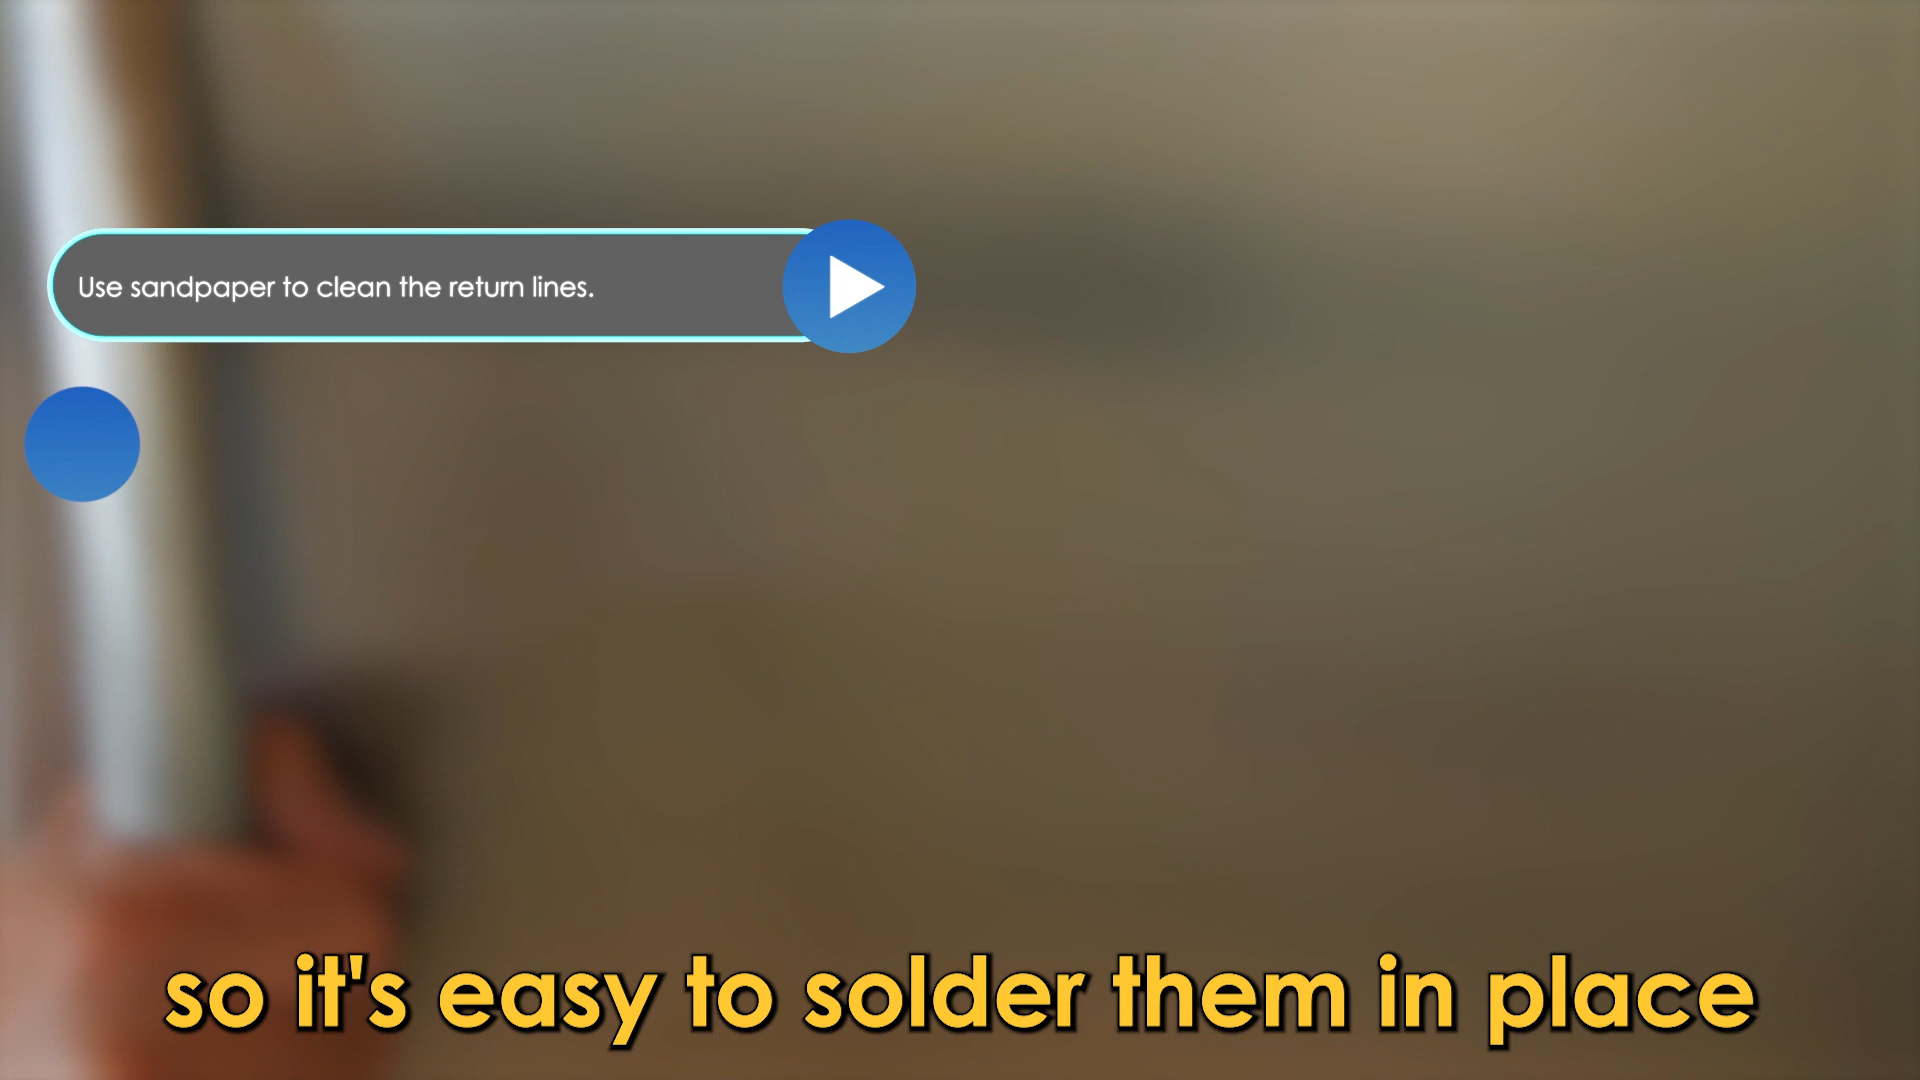 Use sandpaper to clean the return lines.
so it's easy to solder them in place